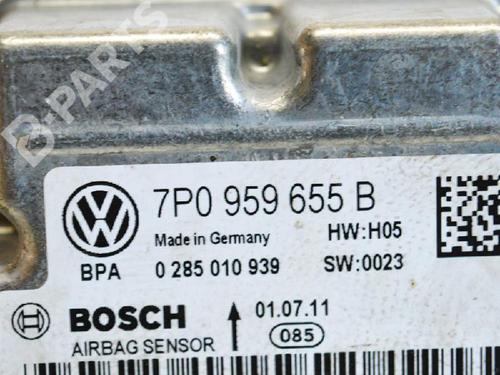 B-PARTS
7P0 959 655 B
Made in Germany HW:H05
BPA 0 285 010 939 SW:0023
BOSCH 01.07.11
AIRBAG SENSOR 085